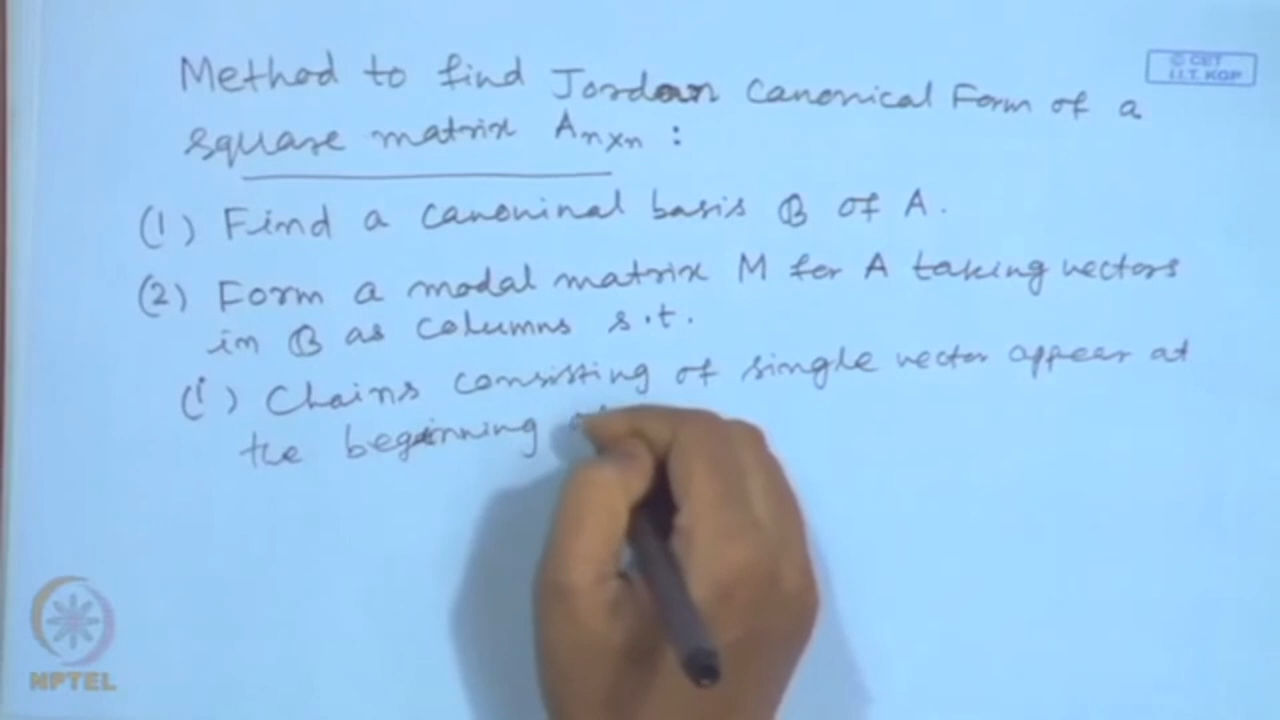 Method to find Jordan Canonical Form of a
© CET
I.I.T. KGP
square matrix Anxn :
(1) Find a canoninal basis B of A.
(2) Form a modal matrix M for A taking vectors
in B as columns s.t.
(i) Chains consisting of single vector appear at
the beginning
NPTEL